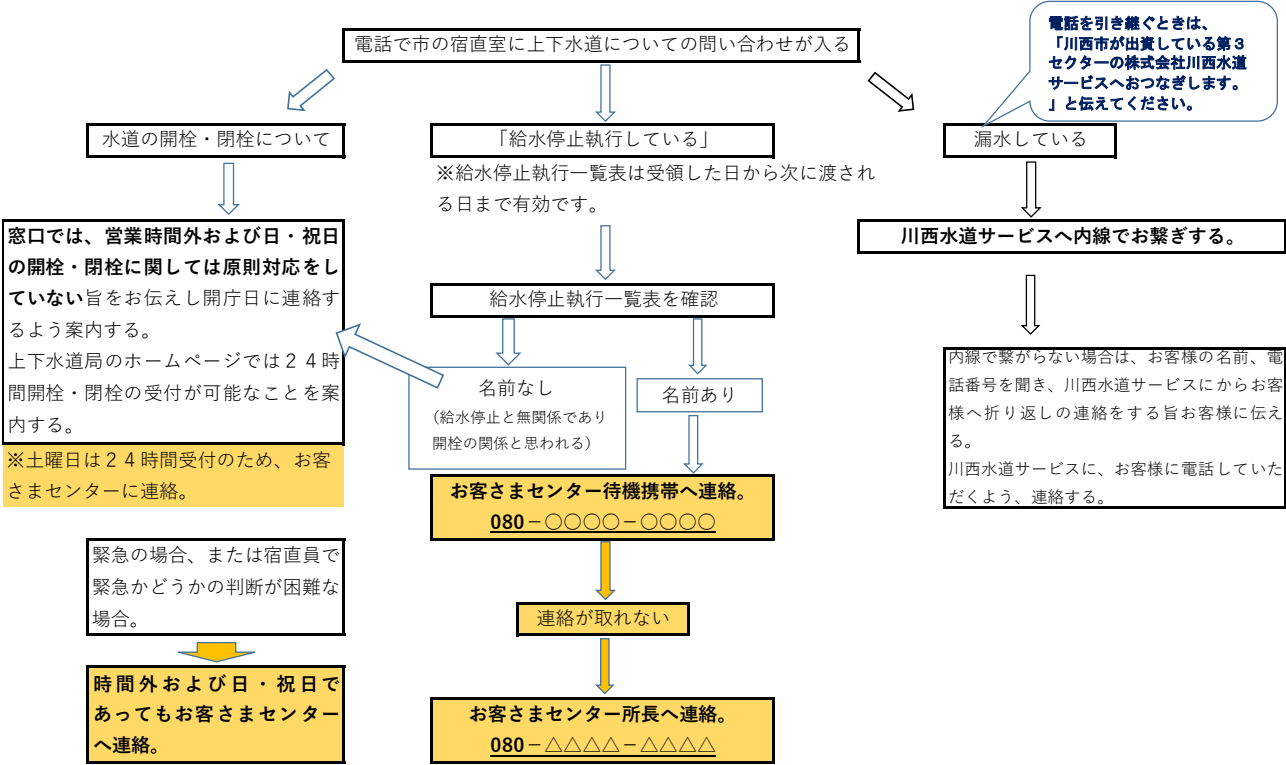 電話で市の宿直室に上下水道についての問い合わせが入る
電話を引き継ぐときは、
「川西市が出資している第３
セクターの株式会社川西水道
サービスへおつなぎします。
」と伝えてください。
水道の開栓・閉栓について
「給水停止執行している」
漏水している
※給水停止執行一覧表は受領した日から次に渡され
る日まで有効です。
窓口では、営業時間外および日・祝日
の開栓・閉栓に関しては原則対応をし
ていない旨をお伝えし開庁日に連絡す
るよう案内する。
上下水道局のホームページでは２４時
間開栓・閉栓の受付が可能なことを案
内する。
※土曜日は２４時間受付のため、お客
さまセンターに連絡。
川西水道サービスへ内線でお繋ぎする。
給水停止執行一覧表を確認
名前なし
（給水停止と無関係であり
開栓の関係と思われる）
名前あり
内線で繋がらない場合は、お客様の名前、電
話番号を聞き、川西水道サービスにからお客
様へ折り返しの連絡をする旨お客様に伝え
る。
川西水道サービスに、お客様に電話していた
だくよう、連絡する。
お客さまセンター待機携帯へ連絡。
080－〇〇〇〇－〇〇〇〇
緊急の場合、または宿直員で
緊急かどうかの判断が困難な
場合。
連絡が取れない
時間外および日・祝日で
あってもお客さまセンター
へ連絡。
お客さまセンター所長へ連絡。
080－△△△△－△△△△